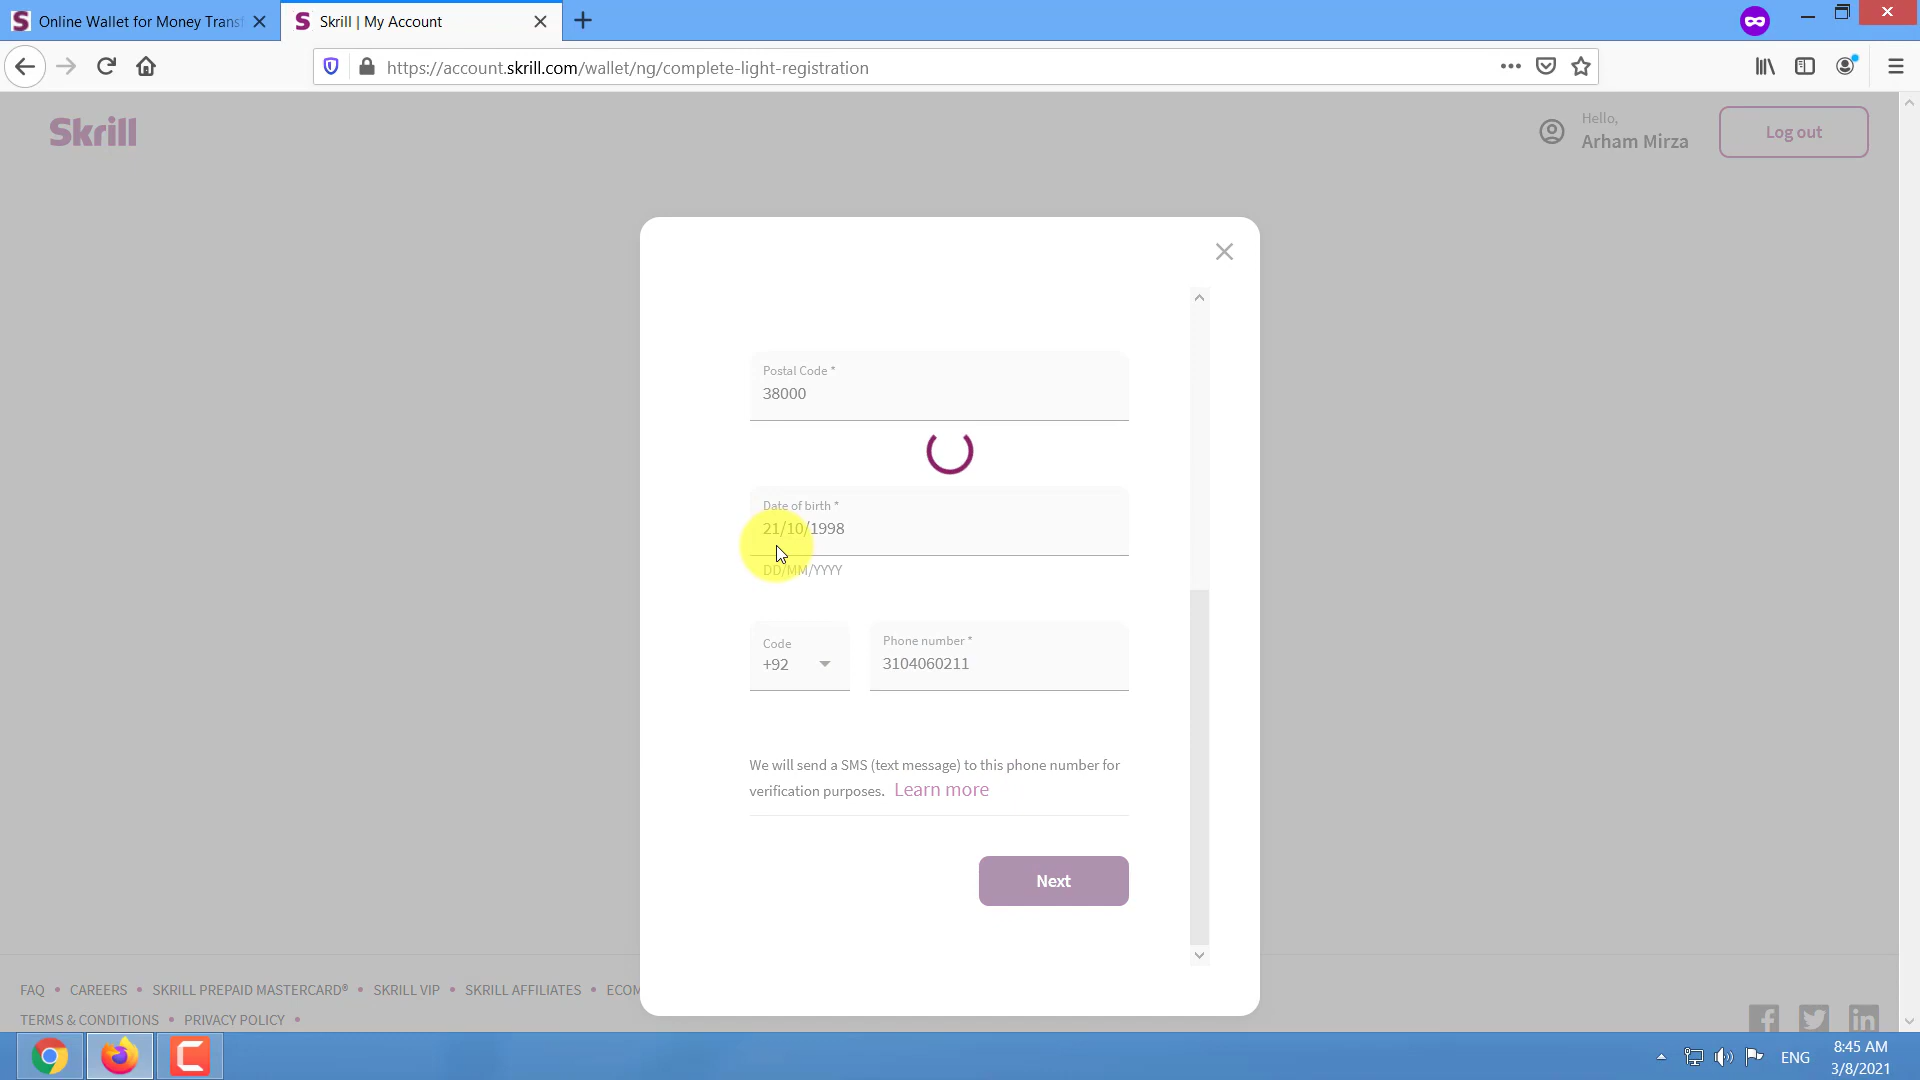 Online Wallet for Money Trans
Skrill | My Account
https://account.skrill.com/wallet/ng/complete-light-registration
Skrill
Hello,
Arham Mirza
Log out
Postal Code *
38000
Date of birth *
21/10/1998
DD/MM/YYYY
Code
+92
Phone number *
3104060211
We will send a SMS (text message) to this phone number for
verification purposes. Learn more
Next
FAQ • CAREERS • SKRILL PREPAID MASTERCARD® • SKRILL VIP • SKRILL AFFILIATES • ECOM
TERMS & CONDITIONS • PRIVACY POLICY •
ENG
8:45 AM
3/8/2021